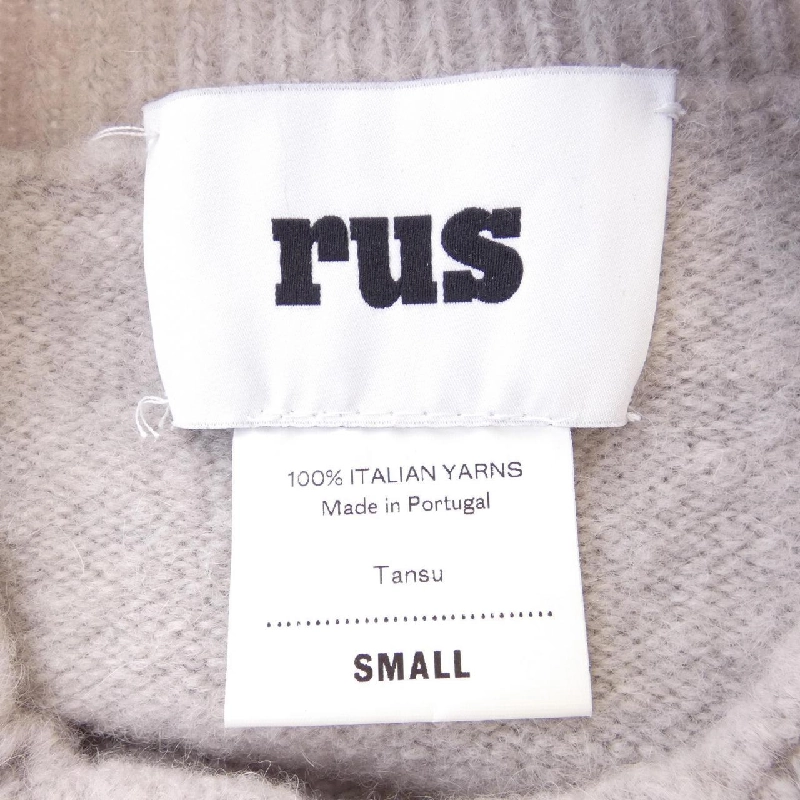 rus
100% ITALIAN YARNS
Made in Portugal
Tansu
SMALL